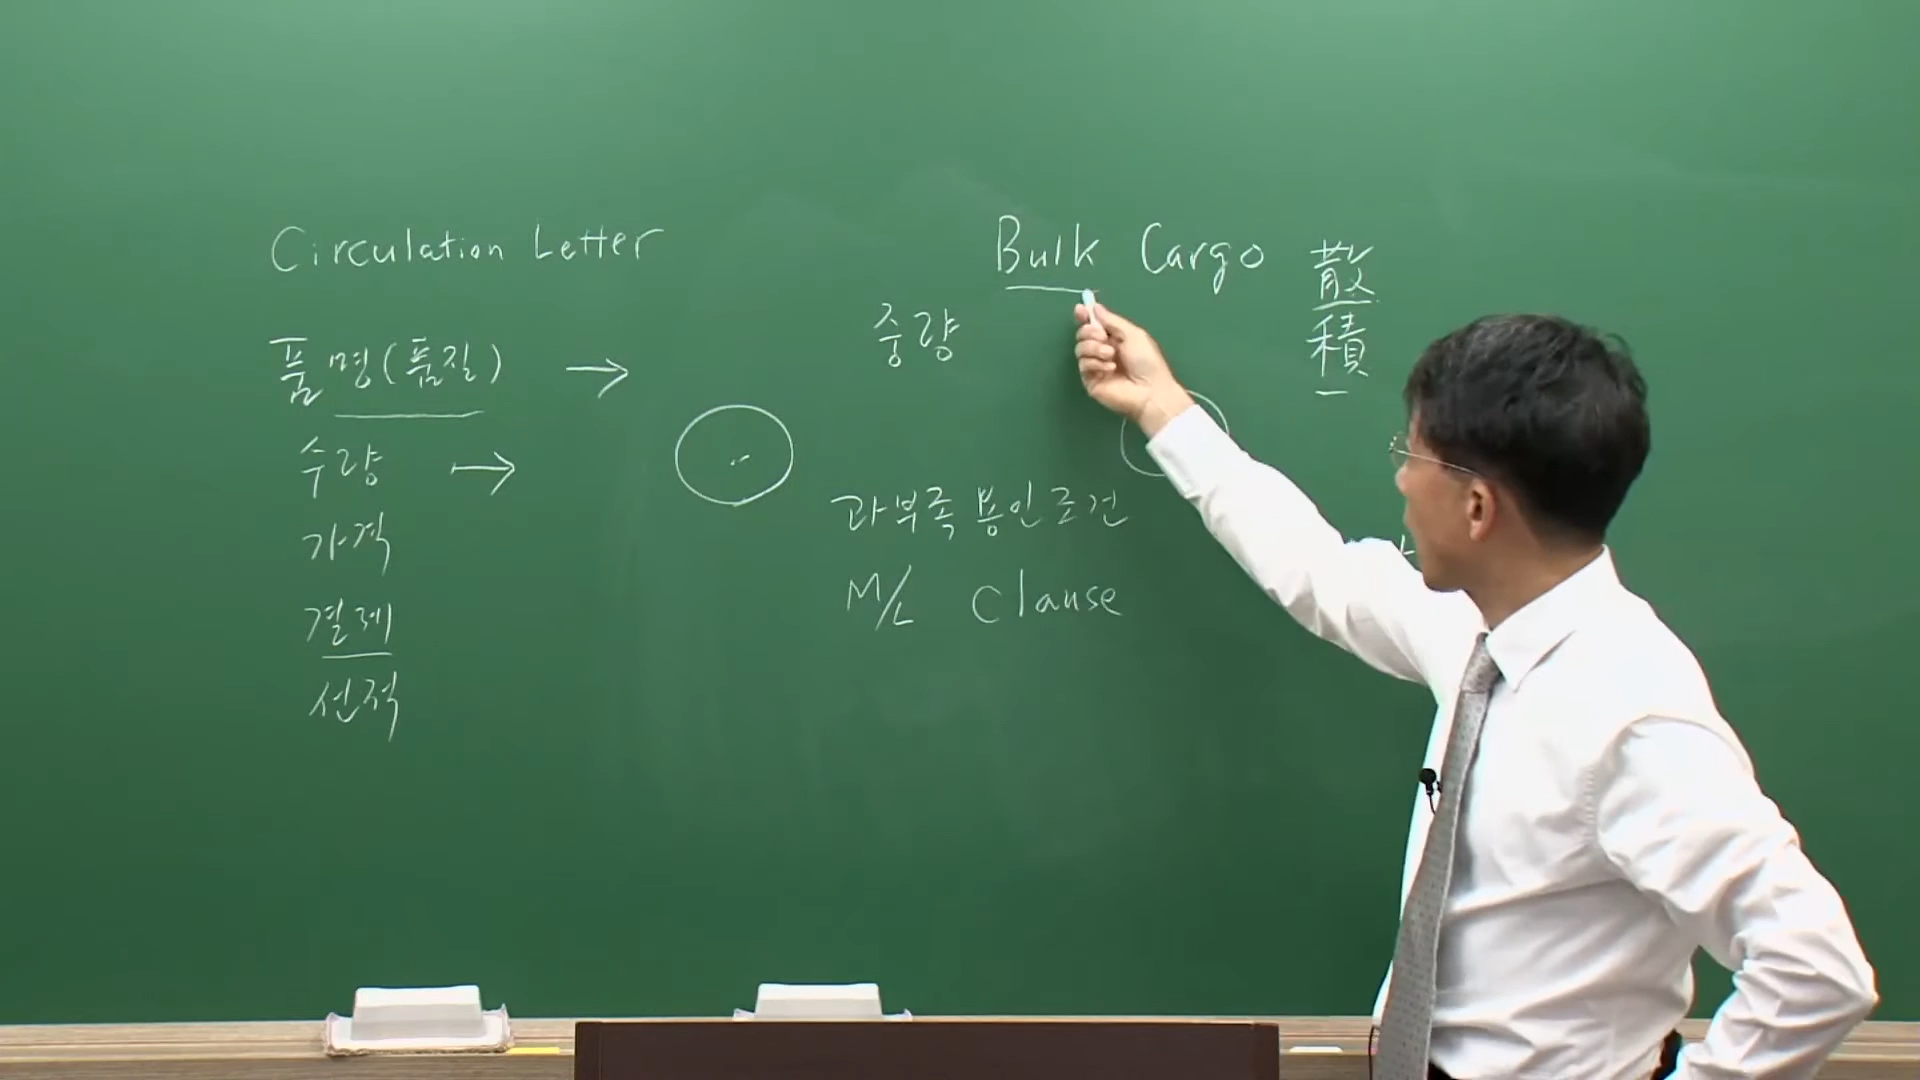 Circulation Letter
품명(품질) →
수량 →
가격
결제
선적
Bulk Cargo
散積
중량
과부족용인조건
M/L Clause